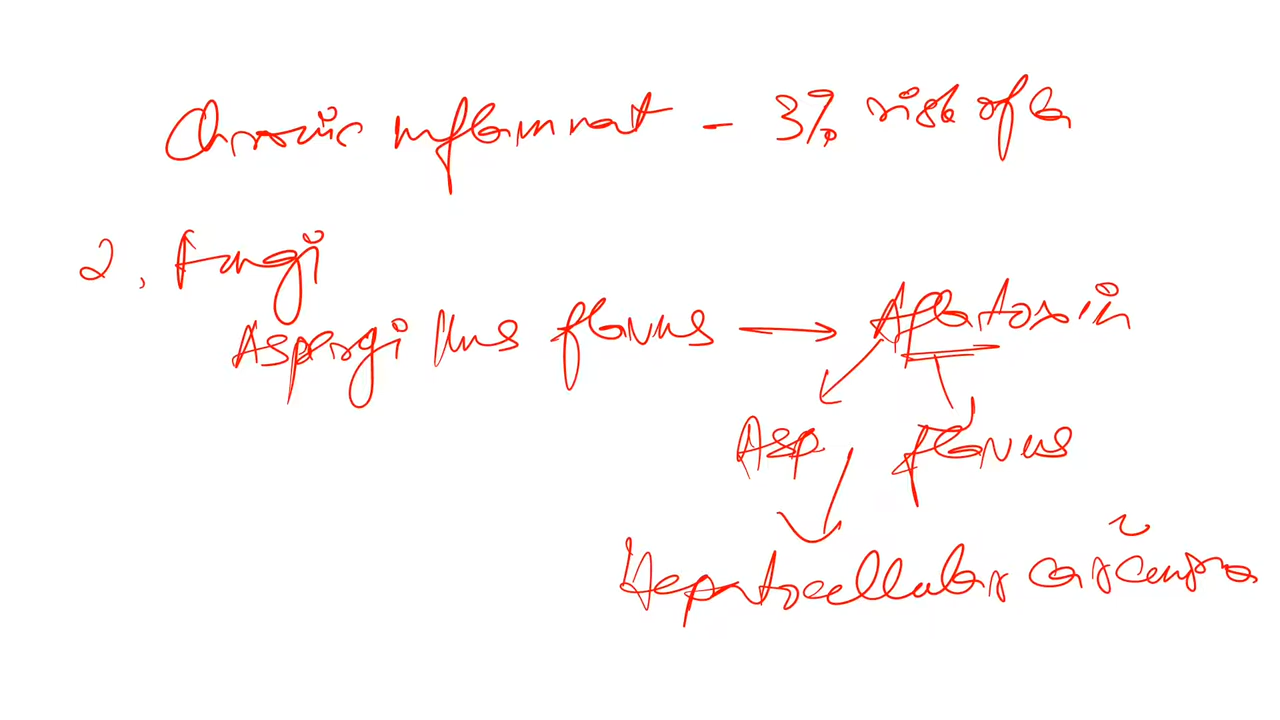 Chronic inflammat - 3% risk of Ca
2. Fungi
Aspergillus flavus → Aflatoxin
Asp flavus
Hepatocellular carcinoma